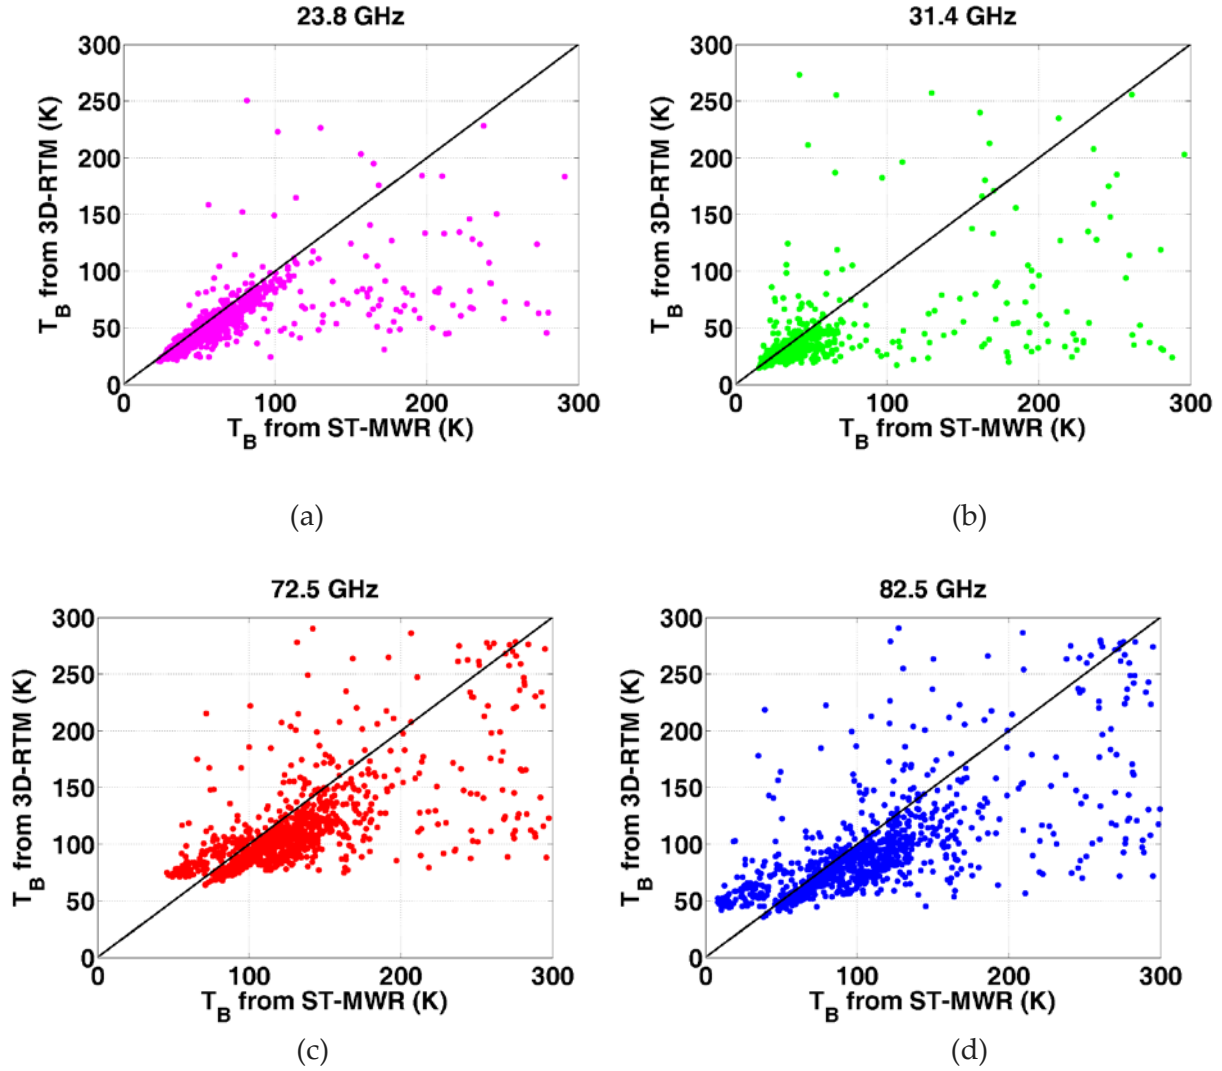 23.8 GHz
300
250
200
150
100
50
0
T_B from 3D-RTM (K)
0 100 200 300
T_B from ST-MWR (K)
(a)
31.4 GHz
300
250
200
150
100
50
0
T_B from 3D-RTM (K)
0 100 200 300
T_B from ST-MWR (K)
(b)
72.5 GHz
300
250
200
150
100
50
0
T_B from 3D-RTM (K)
0 100 200 300
T_B from ST-MWR (K)
(c)
82.5 GHz
300
250
200
150
100
50
0
T_B from 3D-RTM (K)
0 100 200 300
T_B from ST-MWR (K)
(d)